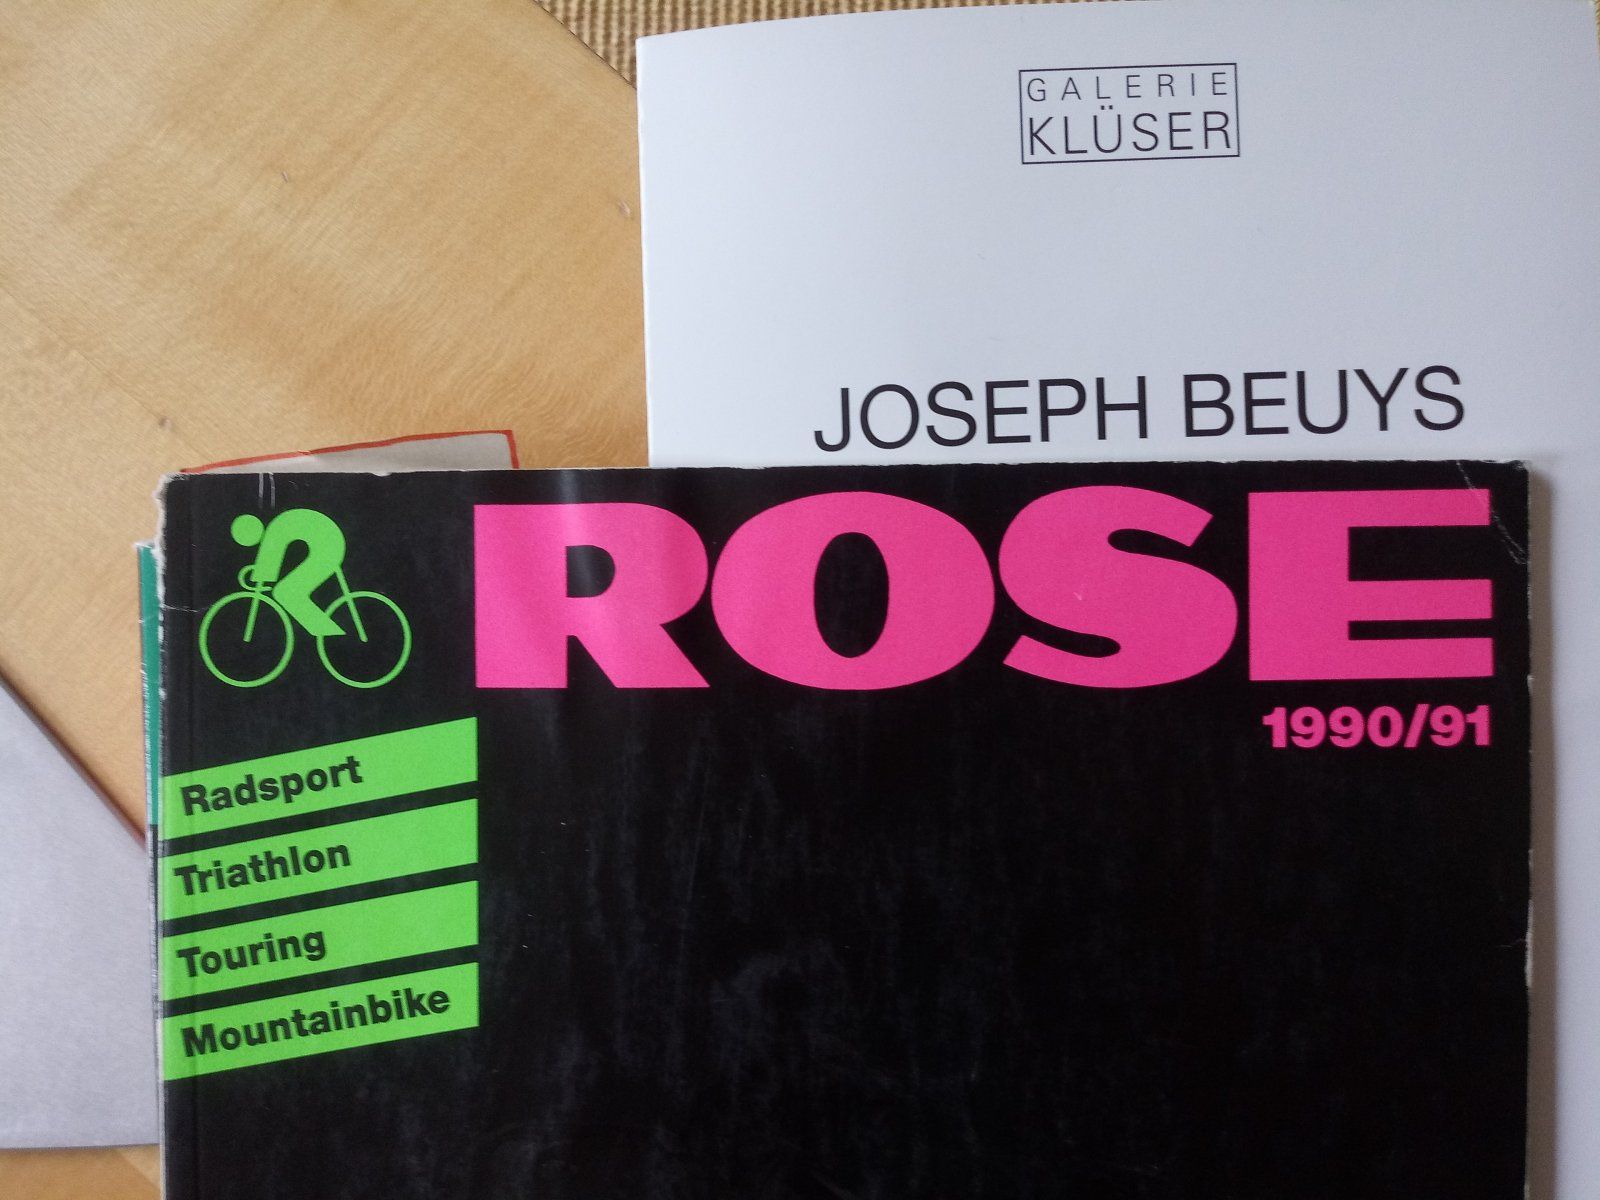 GALERIE
KLÜSER
JOSEPH BEUYS
ROSE
1990/91
Radsport
Triathlon
Touring
Mountainbike